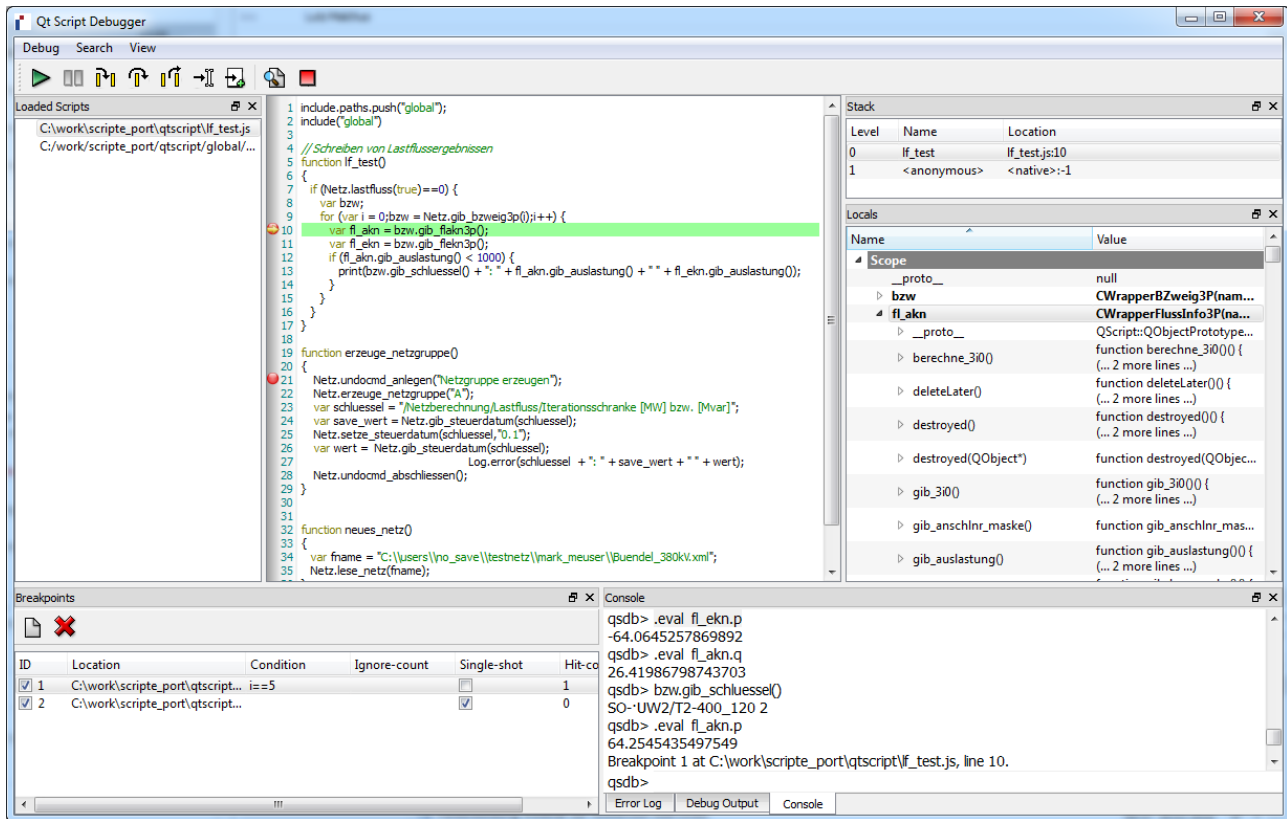 Qt Script Debugger
Debug Search View
Loaded Scripts
C:\work\scripte_port\qtscript\lf_test.js
C:/work/scripte_port/qtscript/global/...
1 include.paths.push("global");
2 include("global")
3
4 //Schreiben von Lastflussergebnissen
5 function lf_test()
6 {
7 if (Netz.lastfluss(true)==0) {
8 var bzw;
9 for (var i = 0;bzw = Netz.gib_bzweig3p(i);i++) {
10 var fl_akn = bzw.gib_flakn3p();
11 var fl_ekn = bzw.gib_flekn3p();
12 if (fl_akn.gib_auslastung() < 1000) {
13 print(bzw.gib_schluessel() + ": " + fl_akn.gib_auslastung() + " " + fl_ekn.gib_auslastung());
14 }
15 }
16 }
17 }
18
19 function erzeuge_netzgruppe()
20 {
21 Netz.undocmd_anlegen("Netzgruppe erzeugen");
22 Netz.erzeuge_netzgruppe("A");
23 var schluessel = "/Netzberechnung/Lastfluss/Iterationsschranke [MW] bzw. [Mvar]";
24 var save_wert = Netz.gib_steuerdatum(schluessel);
25 Netz.setze_steuerdatum(schluessel,"0.1");
26 var wert = Netz.gib_steuerdatum(schluessel);
27 Log.error(schluessel + ": " + save_wert + " " + wert);
28 Netz.undocmd_abschliessen();
29 }
30
31
32 function neues_netz()
33 {
34 var fname = "C:\\users\\no_save\\testnetz\\mark_meuser\\Buendel_380kV.xml";
35 Netz.lese_netz(fname);
Stack
Level Name Location
0 lf_test lf_test.js:10
1 <anonymous> <native>:-1
Locals
Name Value
Scope
__proto__ null
bzw CWrapperBZweig3P(nam...
fl_akn CWrapperFlussInfo3P(na...
__proto__ QScript::QObjectPrototype...
berechne_3i0() function berechne_3i0() {
(... 2 more lines ...)
deleteLater() function deleteLater() {
(... 2 more lines ...)
destroyed() function destroyed() {
(... 2 more lines ...)
destroyed(QObject*) function destroyed(QObjec...
gib_3i0() function gib_3i0() {
(... 2 more lines ...)
gib_anschlnr_maske() function gib_anschlnr_mas...
gib_auslastung() function gib_auslastung() {
(... 2 more lines ...)
Breakpoints
ID Location Condition Ignore-count Single-shot Hit-co
1 C:\work\scripte_port\qtscript... i==5 1
2 C:\work\scripte_port\qtscript... 0
Console
qsdb> .eval fl_ekn.p
-64.0645257869892
qsdb> .eval fl_akn.q
26.41986798743703
qsdb> bzw.gib_schluessel()
SO-·UW2/T2-400_120 2
qsdb> .eval fl_akn.p
64.2545435497549
Breakpoint 1 at C:\work\scripte_port\qtscript\lf_test.js, line 10.
qsdb>
Error Log Debug Output Console